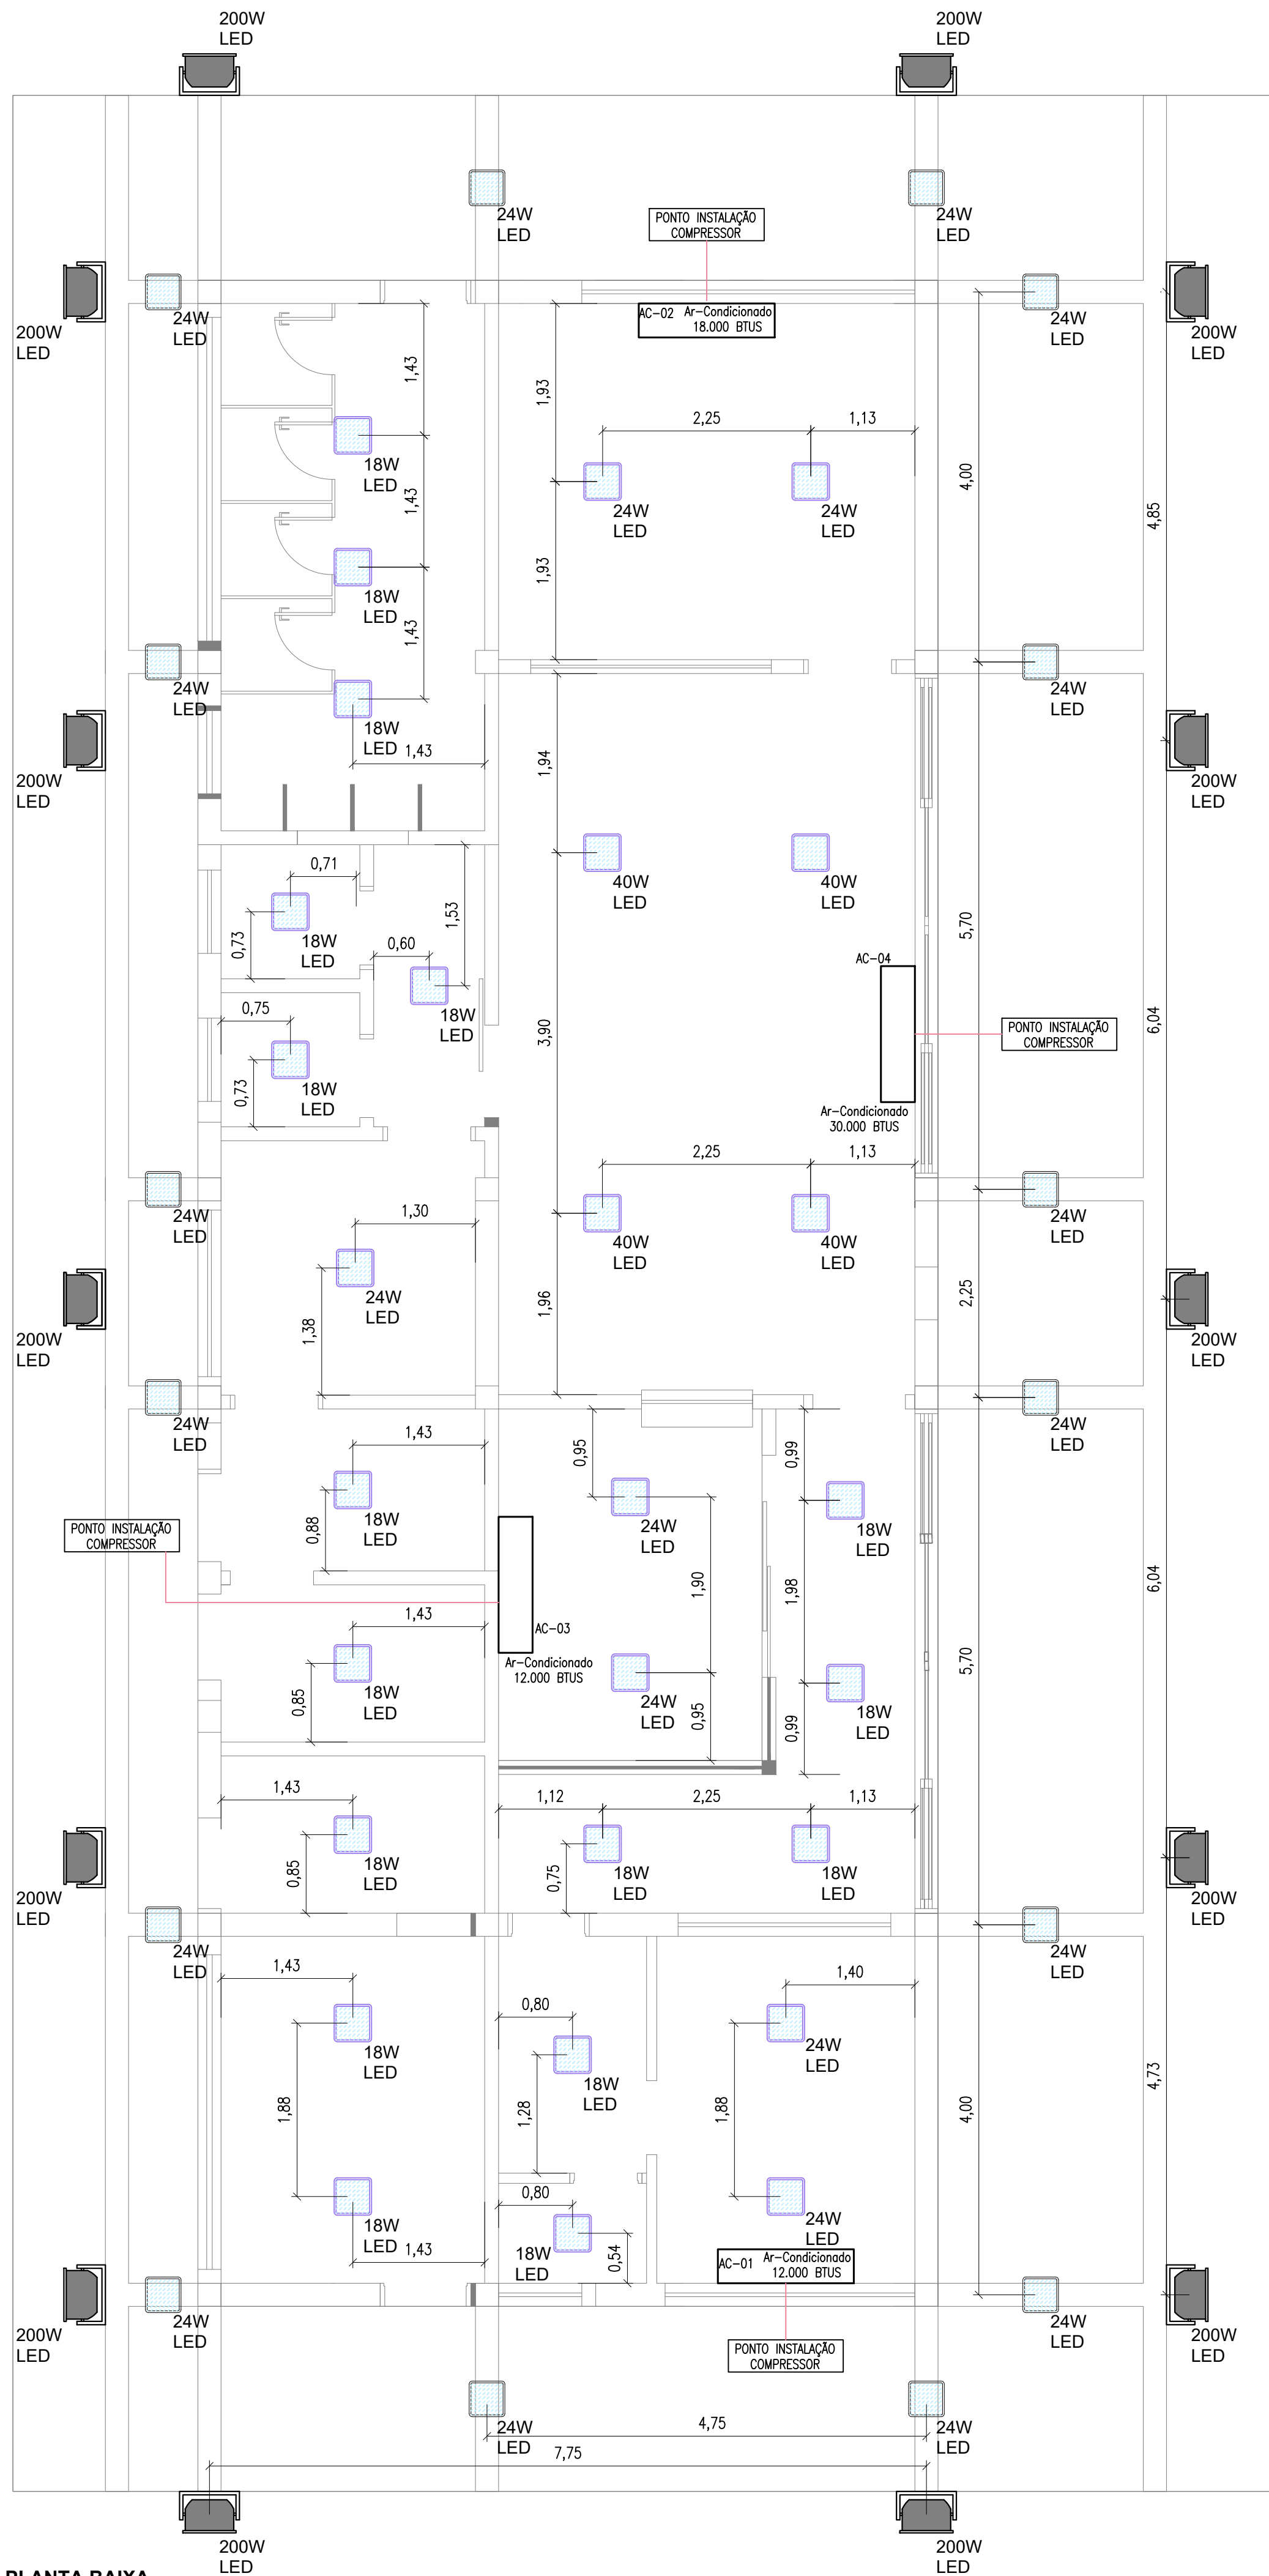 200W
LED
200W
LED
24W
LED
24W
LED
PONTO INSTALAÇÃO
COMPRESSOR
AC-02 Ar-Condicionado
18.000 BTUS
200W
LED
24W
LED
24W
LED
200W
LED
1,43
1,93
2,25
1,13
4,00
4,85
18W
LED
1,43
24W
LED
24W
LED
1,93
18W
LED
1,43
24W
LED
18W
LED
1,43
24W
LED
200W
LED
1,94
200W
LED
0,71
40W
LED
40W
LED
1,53
5,70
0,73
18W
LED
0,60
AC-04
18W
LED
0,75
3,90
6,04
PONTO INSTALAÇÃO
COMPRESSOR
0,73
18W
LED
Ar-Condicionado
30.000 BTUS
2,25
1,13
24W
LED
1,30
40W
LED
40W
LED
24W
LED
24W
LED
1,38
1,96
2,25
200W
LED
200W
LED
24W
LED
24W
LED
1,43
0,95
0,99
18W
LED
0,88
24W
LED
18W
LED
PONTO INSTALAÇÃO
COMPRESSOR
1,90
1,98
6,04
1,43
AC-03
Ar-Condicionado
12.000 BTUS
5,70
18W
LED
0,85
24W
LED
0,95
18W
LED
0,99
1,43
1,12
2,25
1,13
18W
LED
0,85
0,75
18W
LED
18W
LED
200W
LED
200W
LED
24W
LED
24W
LED
1,43
1,40
0,80
18W
LED
24W
LED
18W
LED
1,88
1,28
1,88
4,00
4,73
0,80
18W
LED
1,43
18W
LED
0,54
24W
LED
AC-01 Ar-Condicionado
12.000 BTUS
24W
LED
24W
LED
200W
LED
200W
LED
PONTO INSTALAÇÃO
COMPRESSOR
24W
LED
4,75
24W
LED
7,75
200W
LED
200W
LED
PLANTA BAIXA